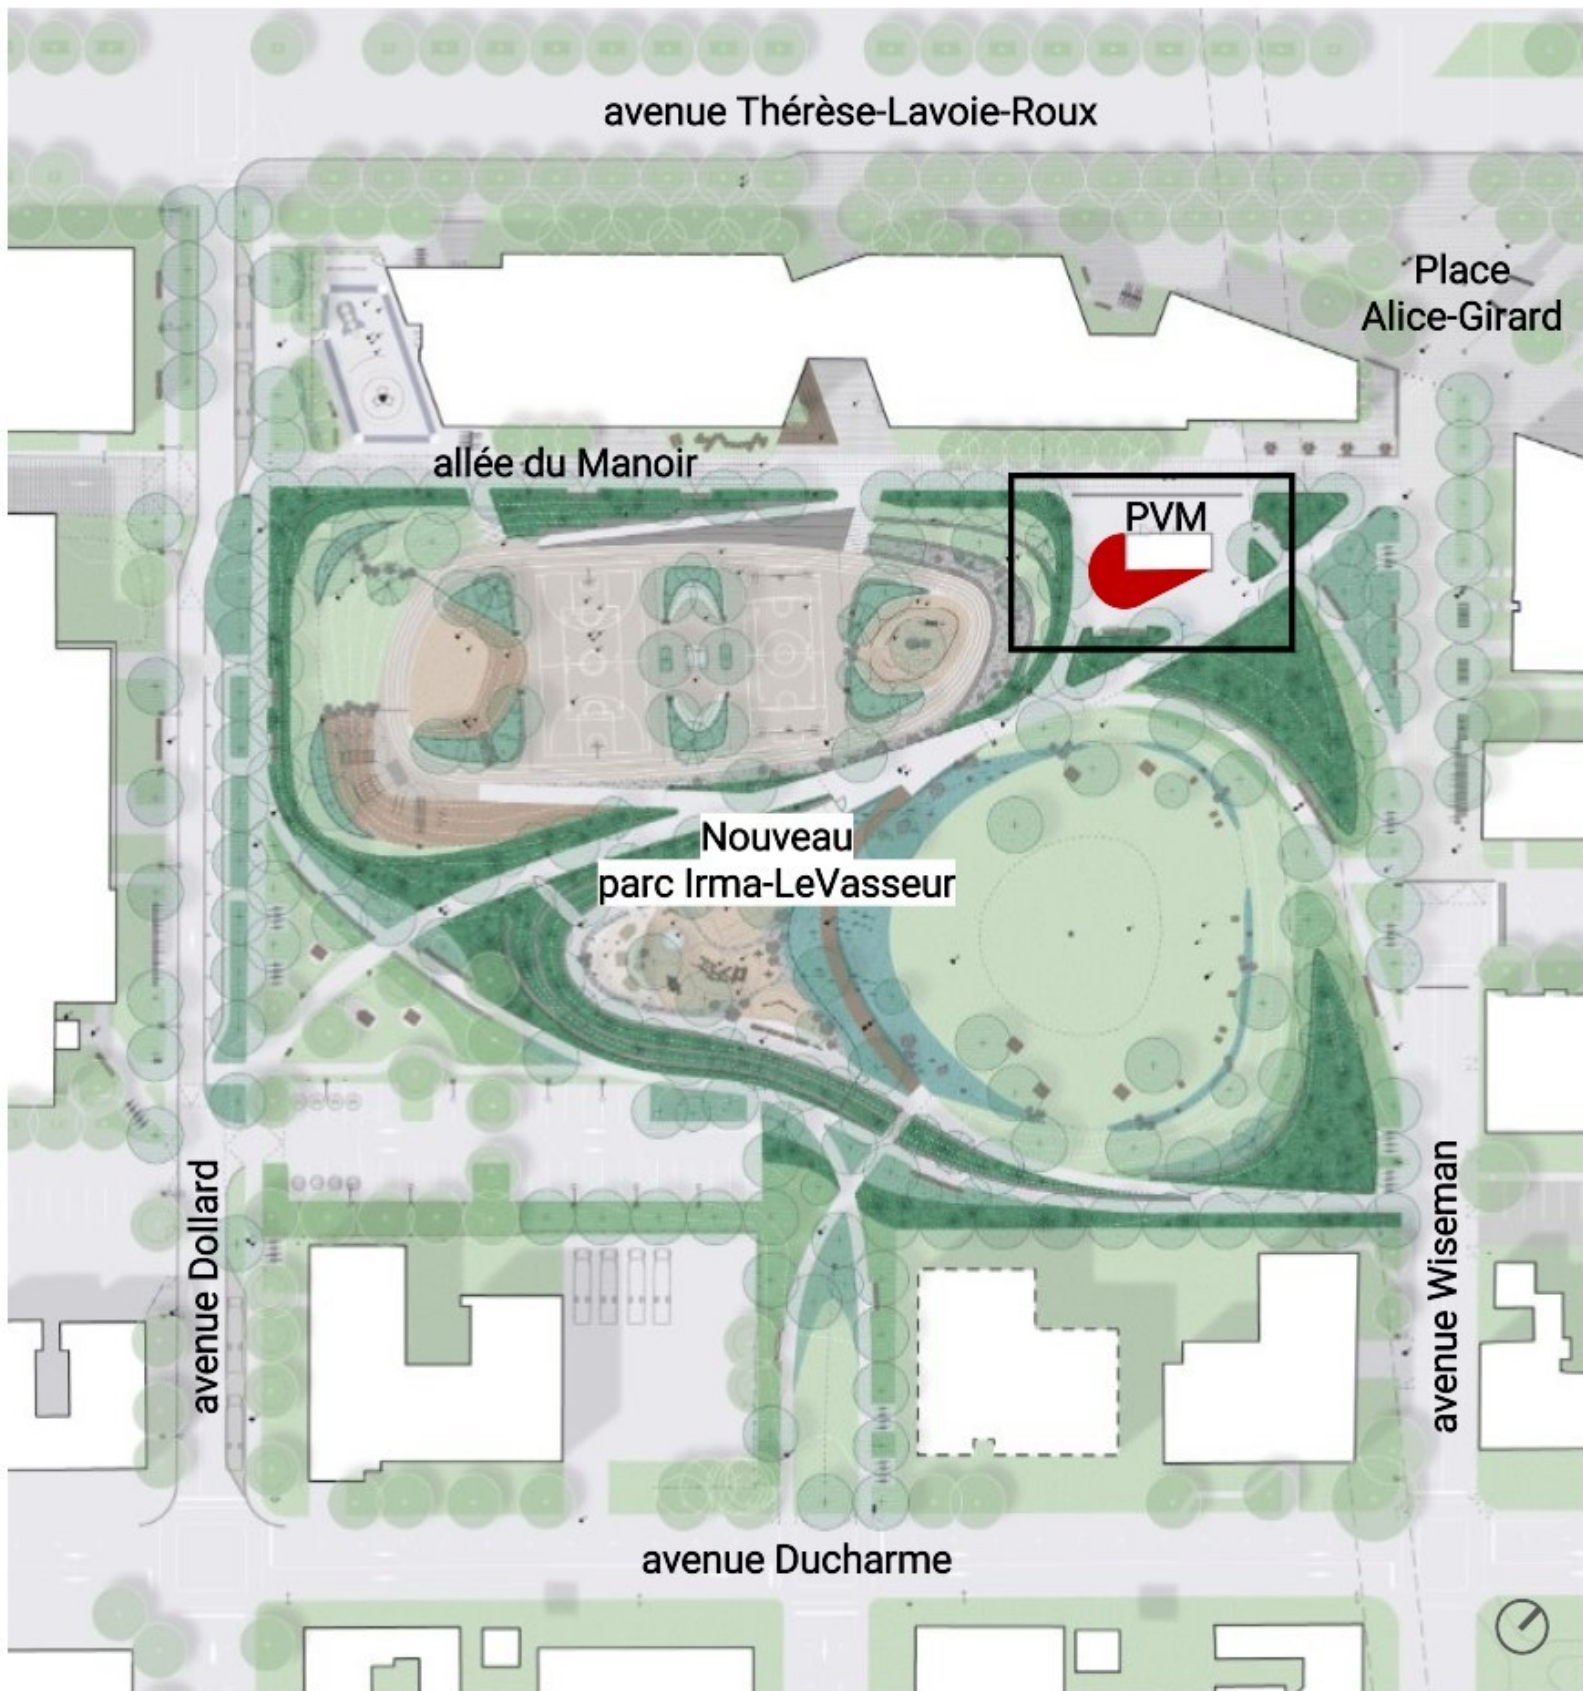 avenue Thérèse-Lavoie-Roux
Place
Alice-Girard
allée du Manoir
PVM
Nouveau
parc Irma-LeVasseur
avenue Dollard
avenue Wiseman
avenue Ducharme